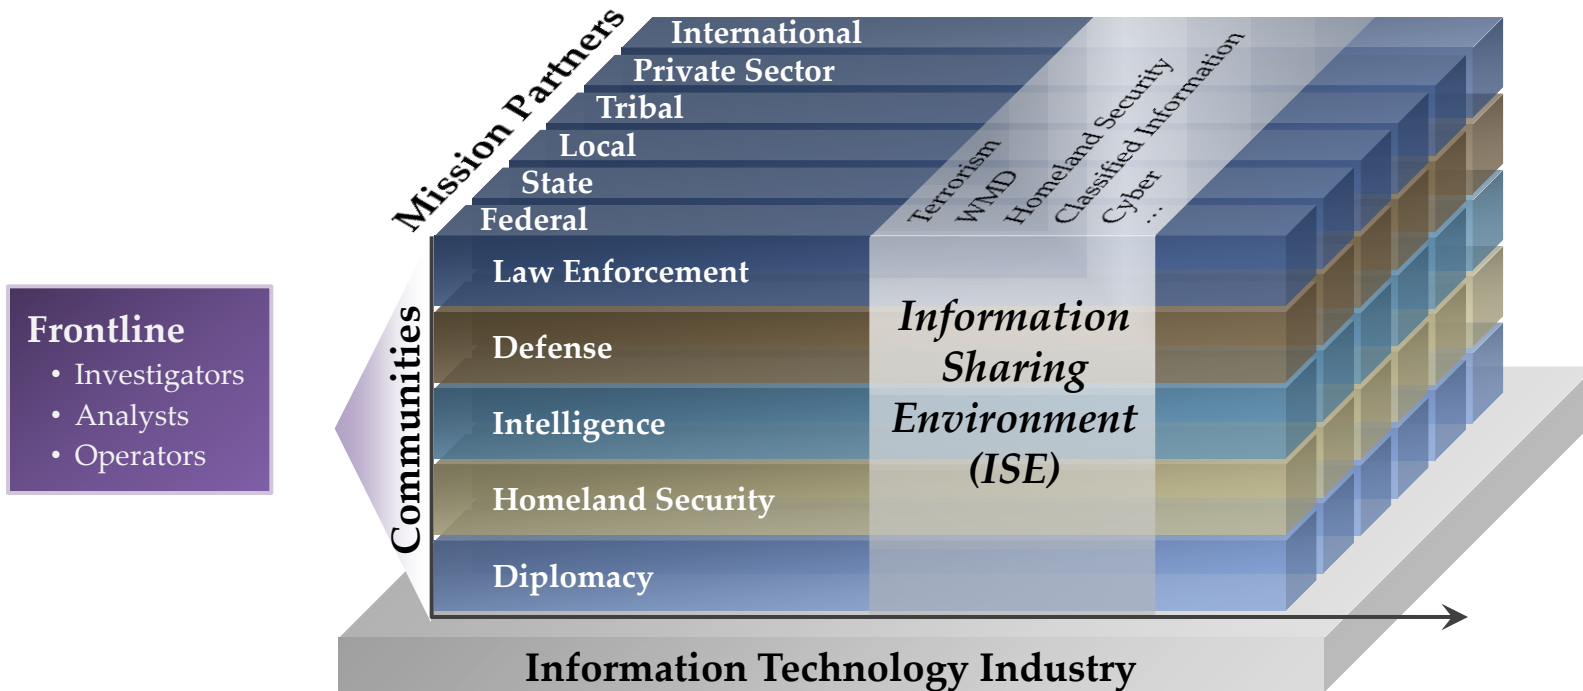 Mission Partners
International
Private Sector
Tribal
Local
State
Federal
Terrorism
WMD
Homeland Security
Classified Information
Cyber
...
Communities
Law Enforcement
Defense
Intelligence
Homeland Security
Diplomacy
Information
Sharing
Environment
(ISE)
Frontline
• Investigators
• Analysts
• Operators
Information Technology Industry